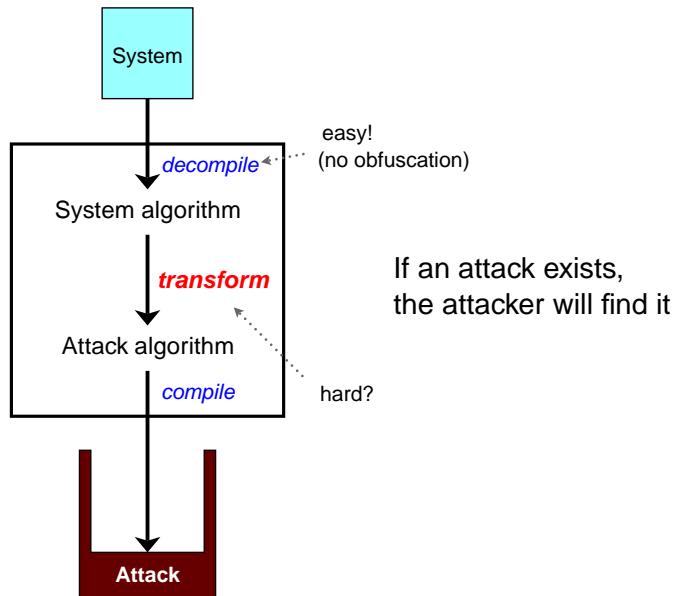 System
easy!
(no obfuscation)
decompile
System algorithm
transform
If an attack exists,
the attacker will find it
Attack algorithm
compile
hard?
Attack